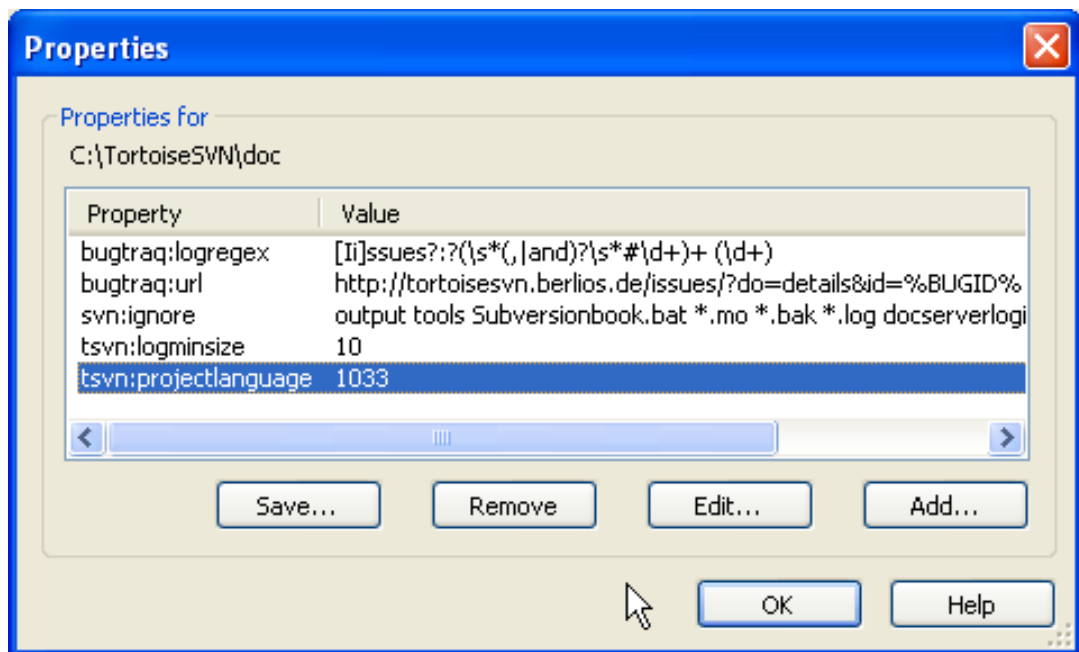 Properties
Properties for
C:\TortoiseSVN\doc
Property Value
bugtraq:logregex [Ii]ssues?:?(\s*(,|and)?\s*#\d+)+ (\d+)
bugtraq:url http://tortoisesvn.berlios.de/issues/?do=details&id=%BUGID%
svn:ignore output tools Subversionbook.bat *.mo *.bak *.log docserverlogi
tsvn:logminsize 10
tsvn:projectlanguage 1033
Save... Remove Edit... Add...
OK Help